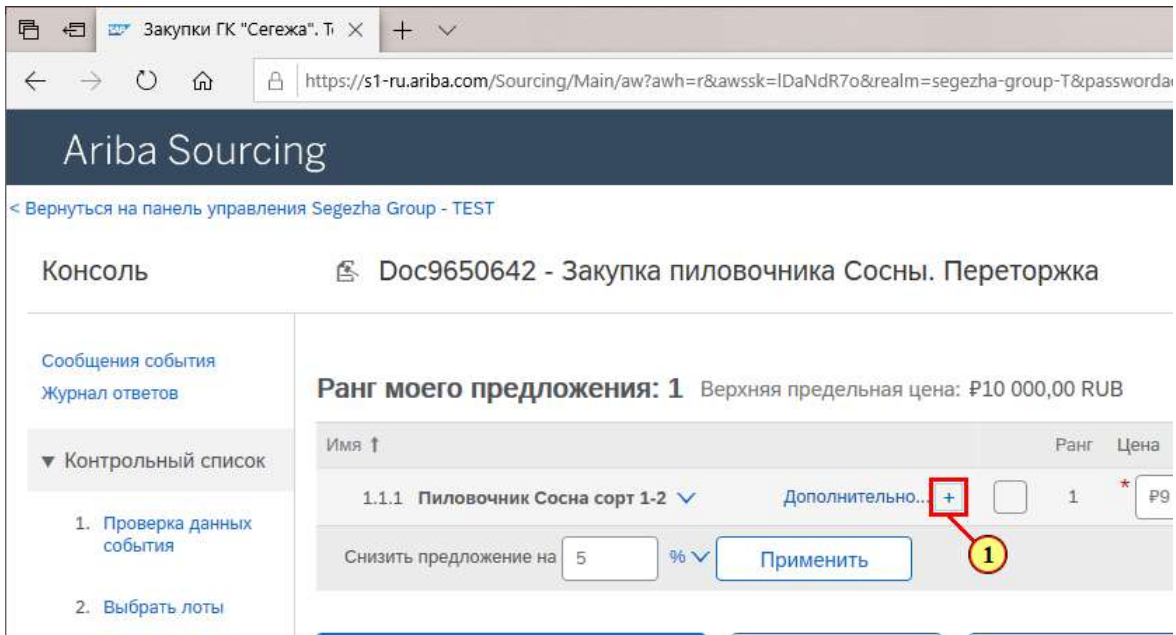 Закупки ГК "Сегежа". Т
https://s1-ru.ariba.com/Sourcing/Main/aw?awh=r&awssk=lDaNdR7o&realm=segezha-group-T&passwordad
Ariba Sourcing
< Вернуться на панель управления Segezha Group - TEST
Консоль
Doc9650642 - Закупка пиловочника Сосны. Переторжка
Сообщения события
Журнал ответов
Ранг моего предложения: 1 Верхняя предельная цена: ₽10 000,00 RUB
▼ Контрольный список
Имя ↑ Ранг Цена
1.1.1 Пиловочник Сосна сорт 1-2 Дополнительно... + 1 * ₽9
1. Проверка данных
события
Снизить предложение на 5 % Применить
1
2. Выбрать лоты